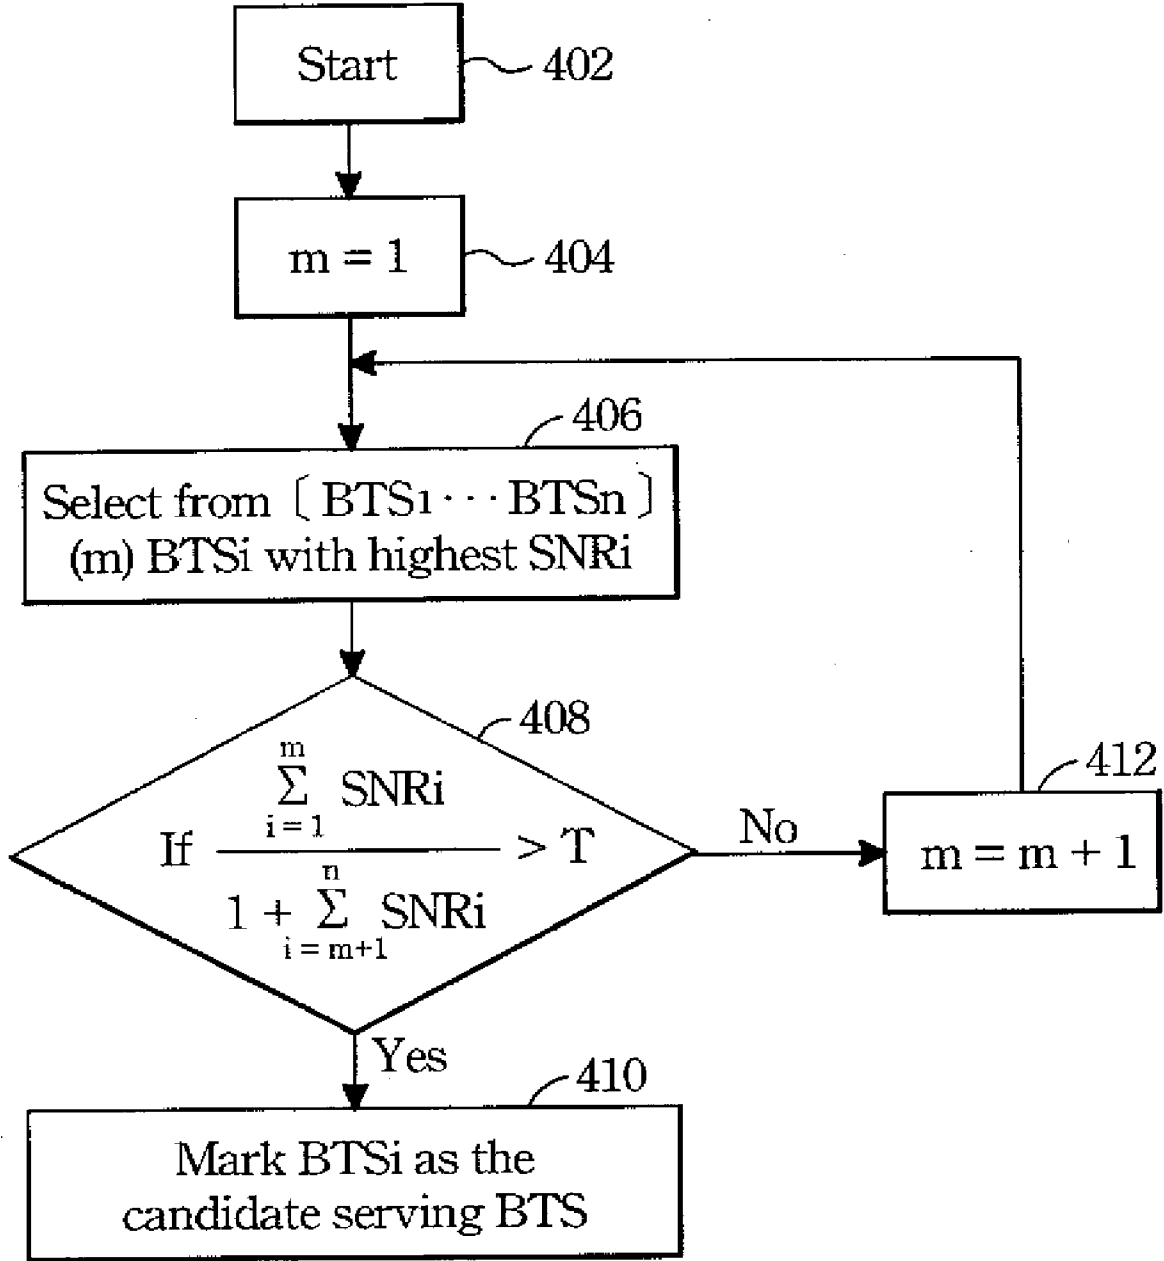 Start
402
m = 1
404
406
Select from〔BTS1 ··· BTSn〕
(m) BTSi with highest SNRi
408
m
Σ SNRi
i = 1
If > T
n
1 + Σ SNRi
i = m+1
No
412
m = m + 1
Yes
410
Mark BTSi as the
candidate serving BTS